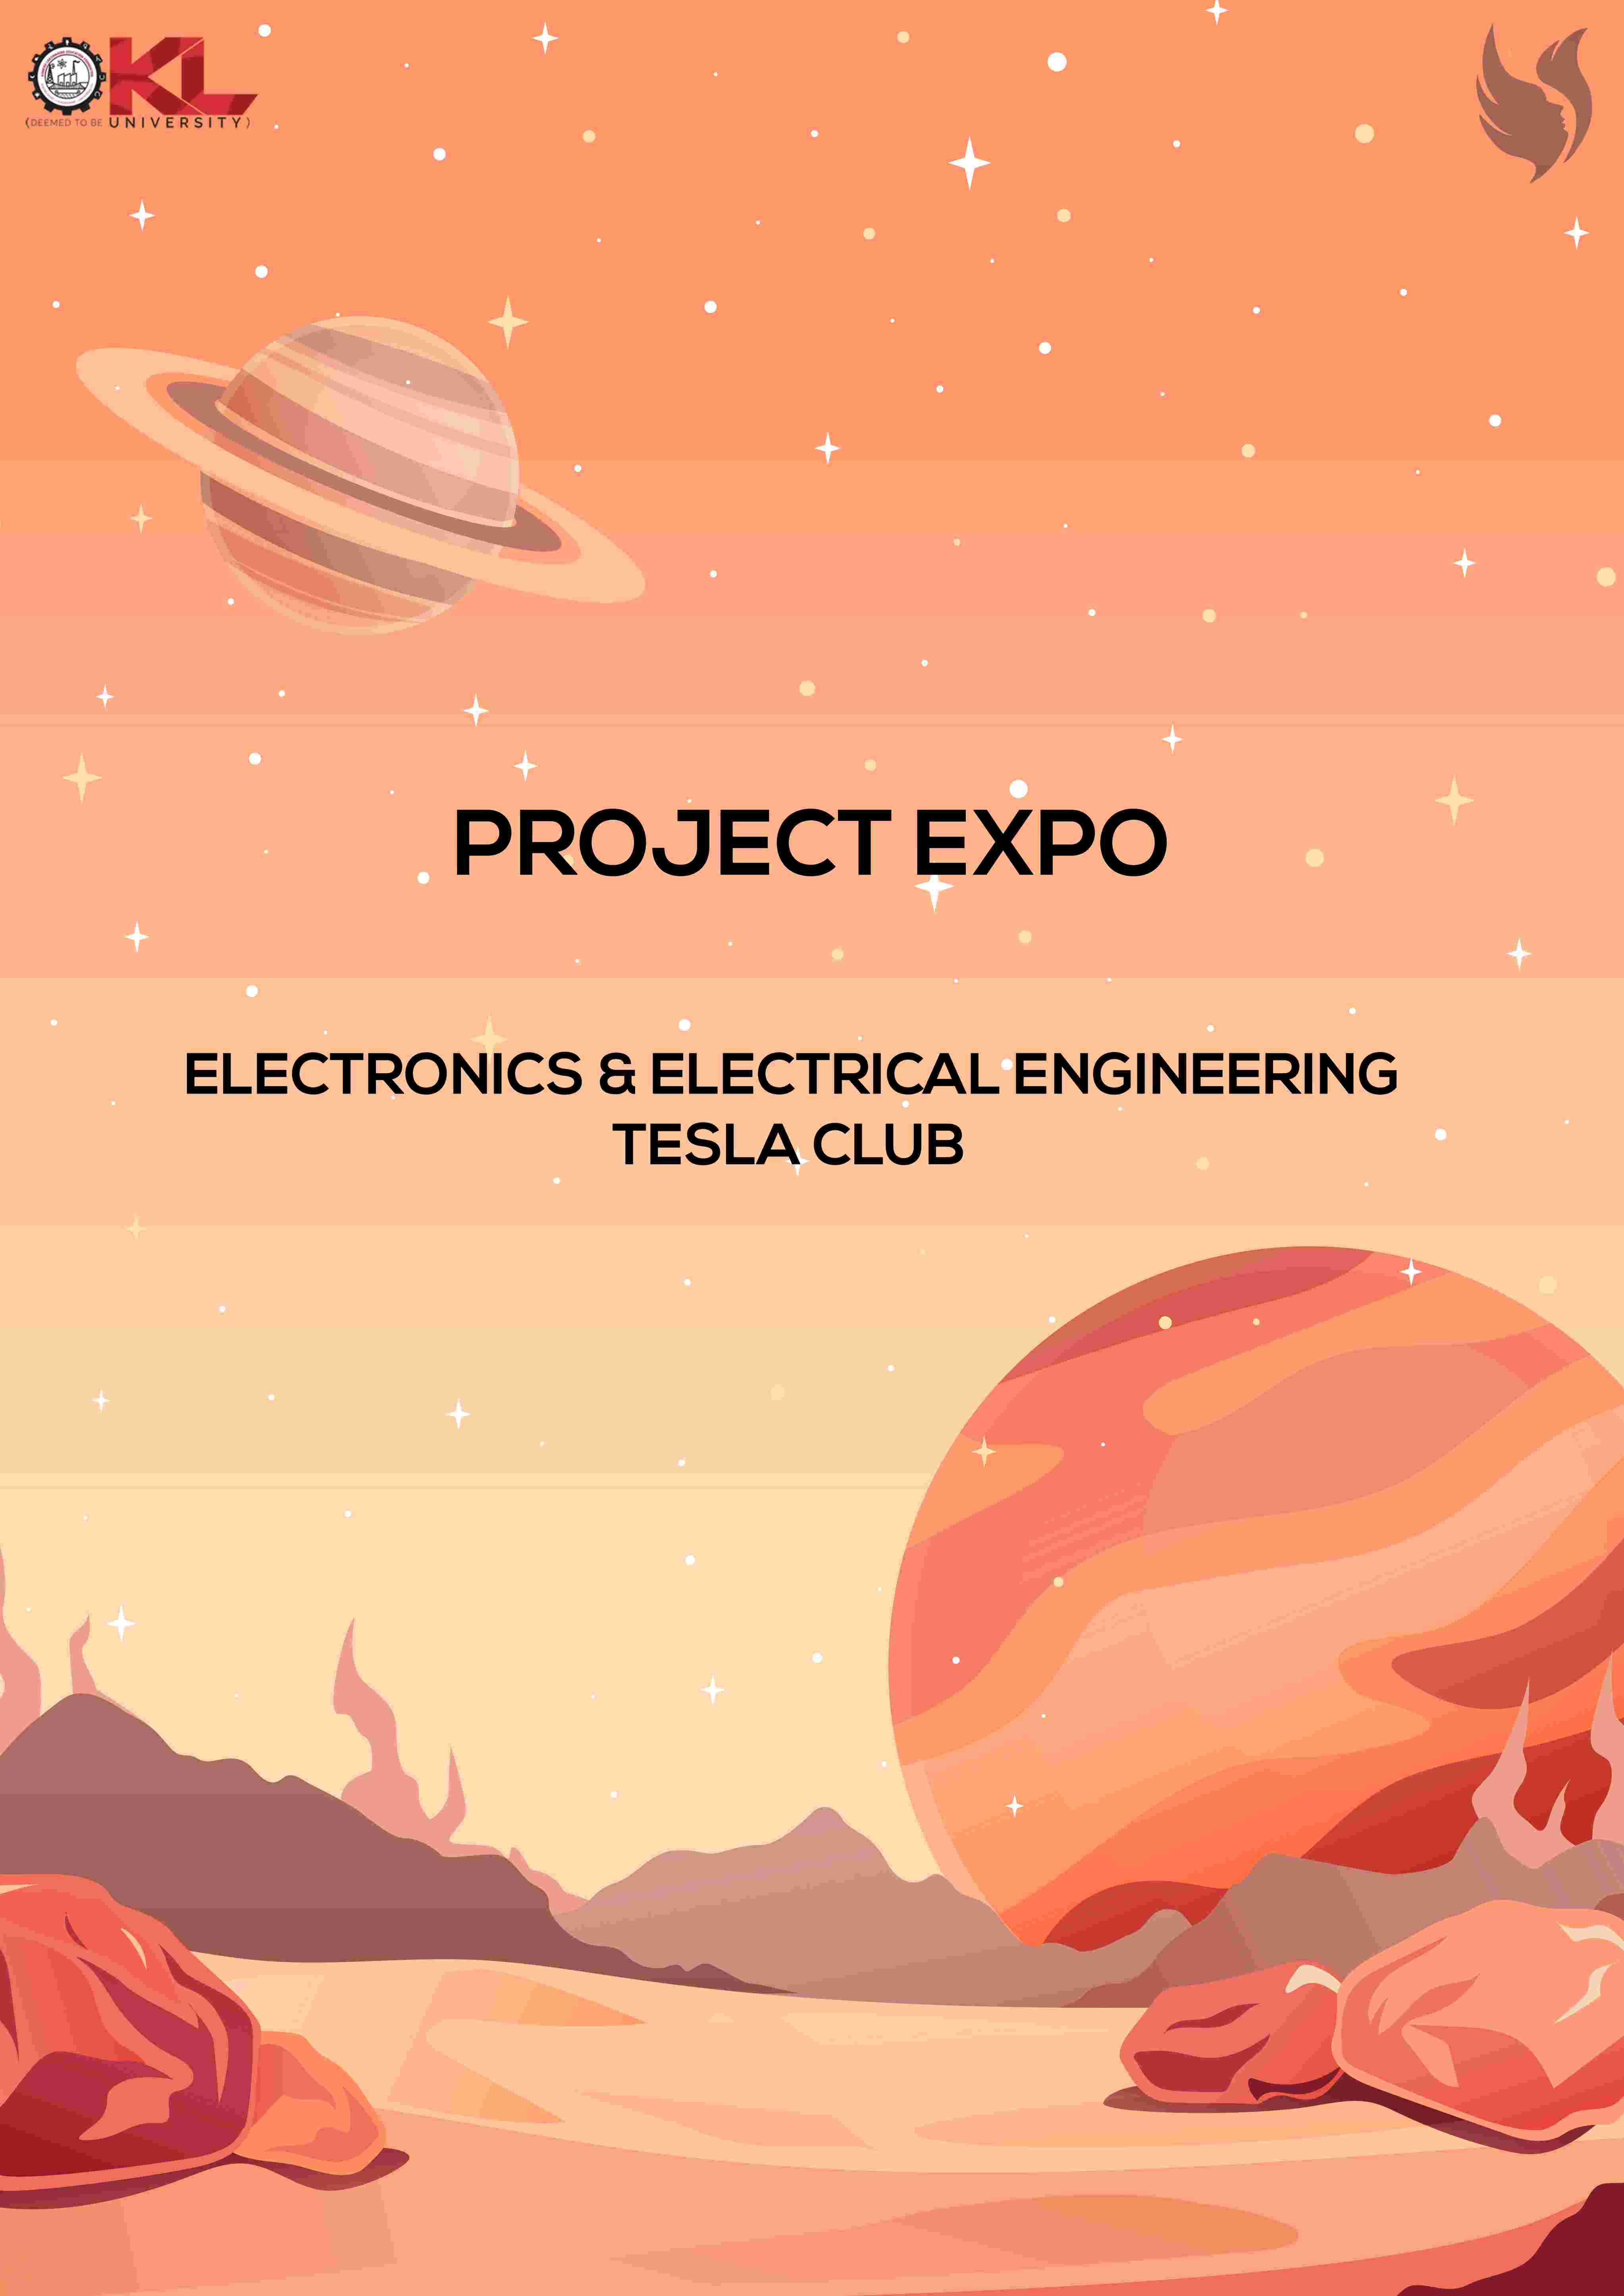 KL
(DEEMED TO BE UNIVERSITY)
PROJECT EXPO
ELECTRONICS & ELECTRICAL ENGINEERING
TESLA CLUB